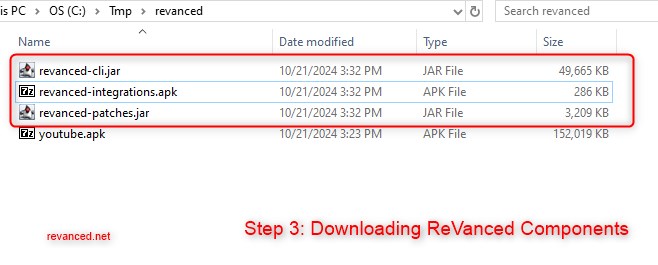 is PC > OS (C:) > Tmp > revanced Search revanced
Name Date modified Type Size
revanced-cli.jar 10/21/2024 3:32 PM JAR File 49,665 KB
revanced-integrations.apk 10/21/2024 3:32 PM APK File 286 KB
revanced-patches.jar 10/21/2024 3:32 PM JAR File 3,209 KB
youtube.apk 10/21/2024 3:23 PM APK File 152,019 KB
revanced.net Step 3: Downloading ReVanced Components